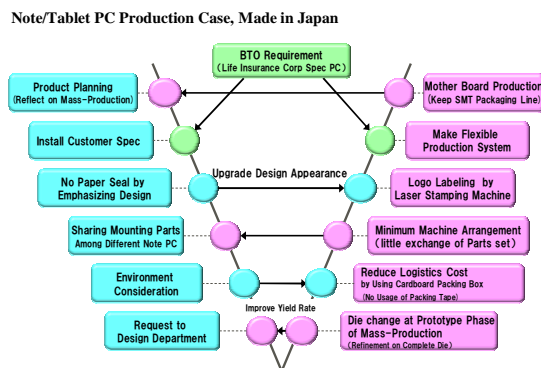 Note/Tablet PC Production Case, Made in Japan
BTO Requirement
(Life Insurance Corp Spec PC)
Product Planning
(Reflect on Mass-Production)
Mother Board Production
(Keep SMT Packaging Line)
Install Customer Spec
Make Flexible
Production System
No Paper Seal by
Emphasizing Design
Upgrade Design Appearance
Logo Labeling by
Laser Stamping Machine
Sharing Mounting Parts
Among Different Note PC
Minimum Machine Arrangement
(little exchange of Parts set)
Environment
Consideration
Reduce Logistics Cost
by Using Cardboard Packing Box
(No Usage of Packing Tape)
Improve Yield Rate
Request to
Design Department
Die change at Prototype Phase
of Mass-Production
(Refinement on Complete Die)